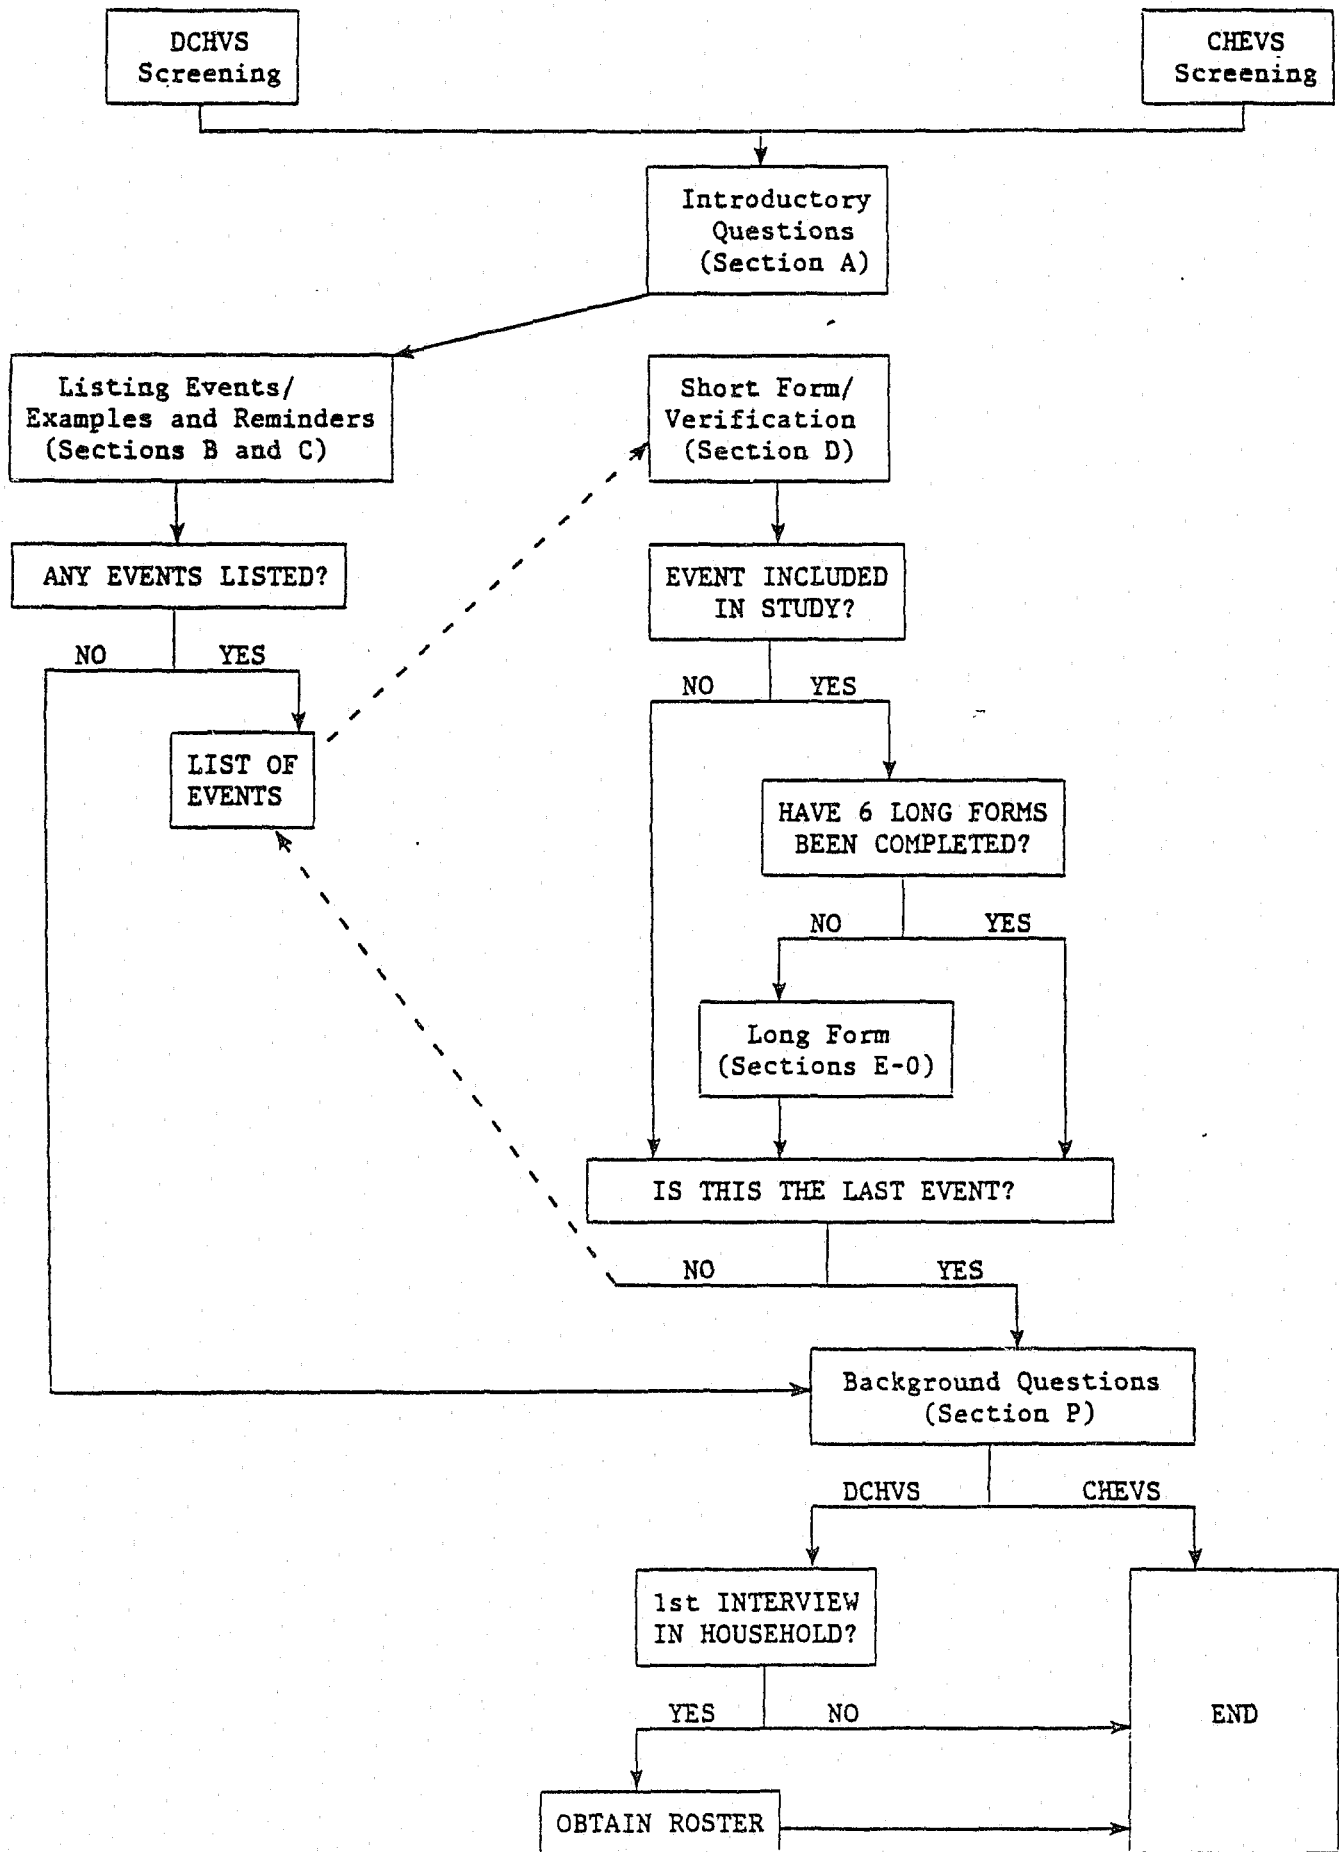 DCHVS
Screening
CHEVS
Screening
Introductory
Questions
(Section A)
Listing Events/
Examples and Reminders
(Sections B and C)
Short Form/
Verification
(Section D)
ANY EVENTS LISTED?
EVENT INCLUDED
IN STUDY?
NO YES
NO YES
LIST OF
EVENTS
HAVE 6 LONG FORMS
BEEN COMPLETED?
NO YES
Long Form
(Sections E-O)
IS THIS THE LAST EVENT?
NO YES
Background Questions
(Section P)
DCHVS CHEVS
1st INTERVIEW
IN HOUSEHOLD?
YES NO
END
OBTAIN ROSTER